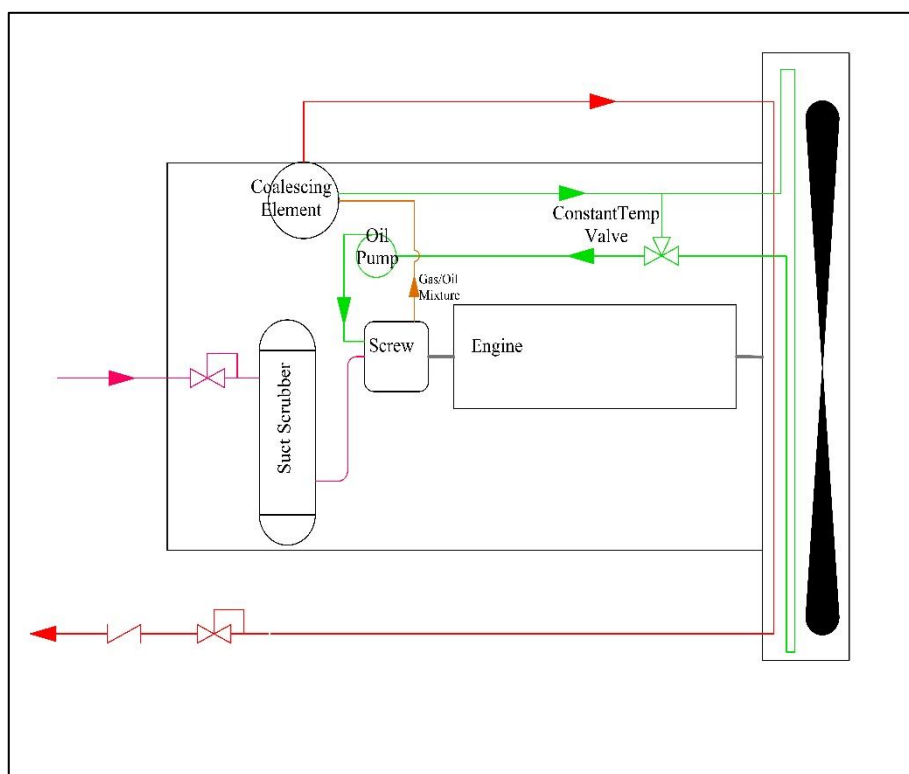 Coalescing
Element
Oil
Pump
ConstantTemp
Valve
Gas/Oil
Mixture
Screw
Engine
Suct Scrubber